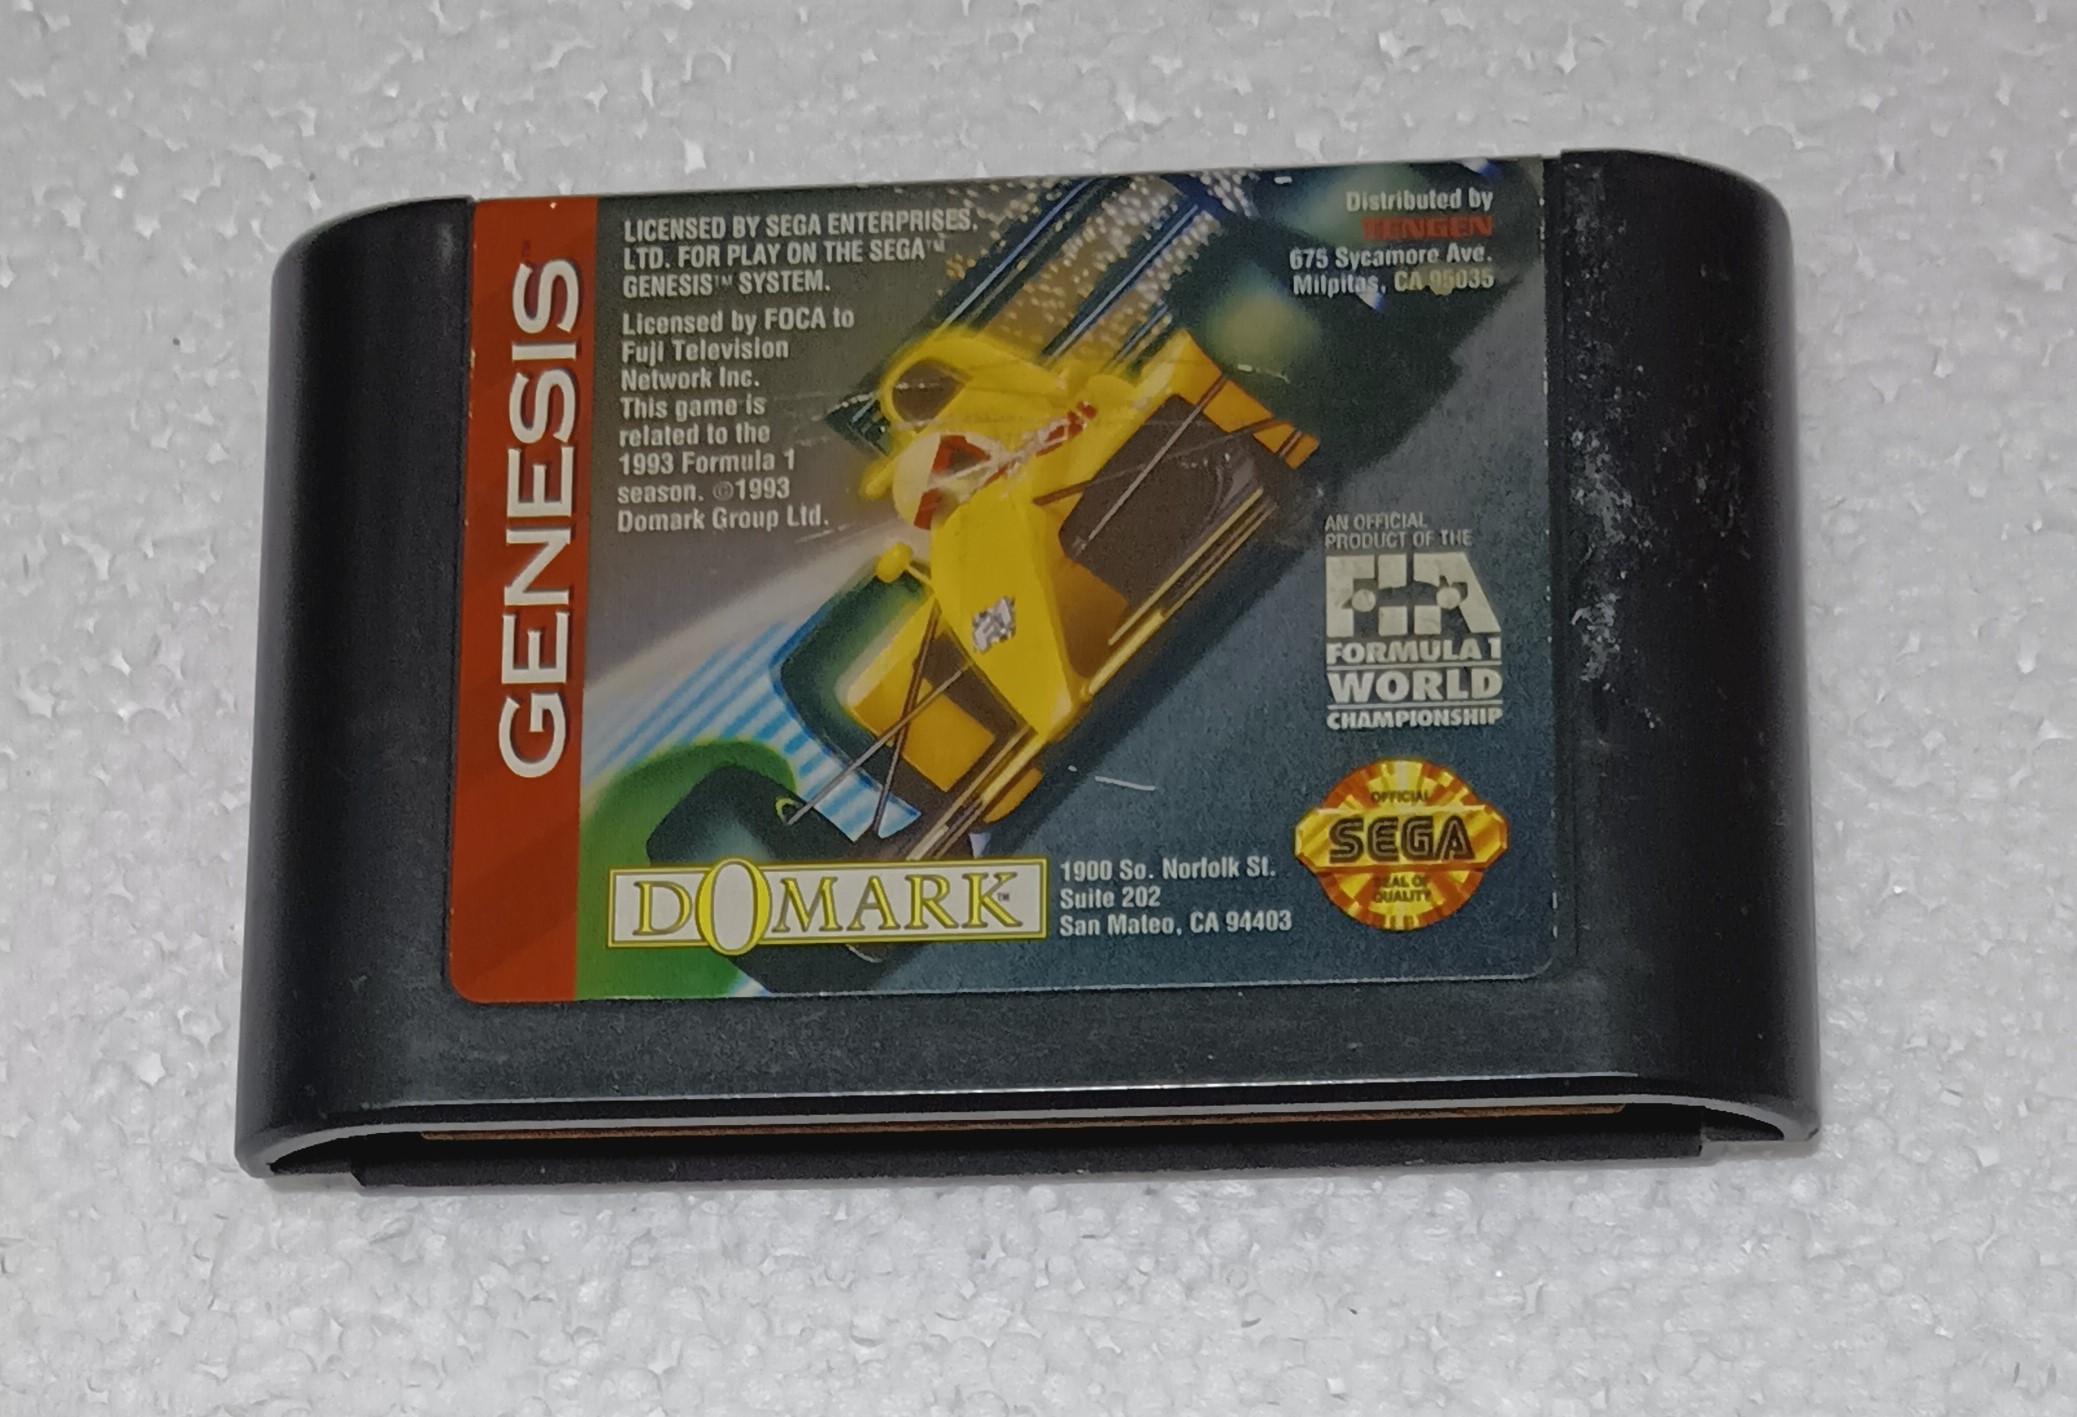 GENESIS™
LICENSED BY SEGA ENTERPRISES,
LTD. FOR PLAY ON THE SEGA™
GENESIS™ SYSTEM.
Licensed by FOCA to
Fuji Television
Network Inc.
This game is
related to the
1993 Formula 1
season. ©1993
Domark Group Ltd.
Distributed by
TENGEN
675 Sycamore Ave.
Milpitas, CA 95035
AN OFFICIAL
PRODUCT OF THE
FIA
FORMULA 1
WORLD
CHAMPIONSHIP
OFFICIAL
SEGA
SEAL OF
QUALITY
DOMARK™
1900 So. Norfolk St.
Suite 202
San Mateo, CA 94403